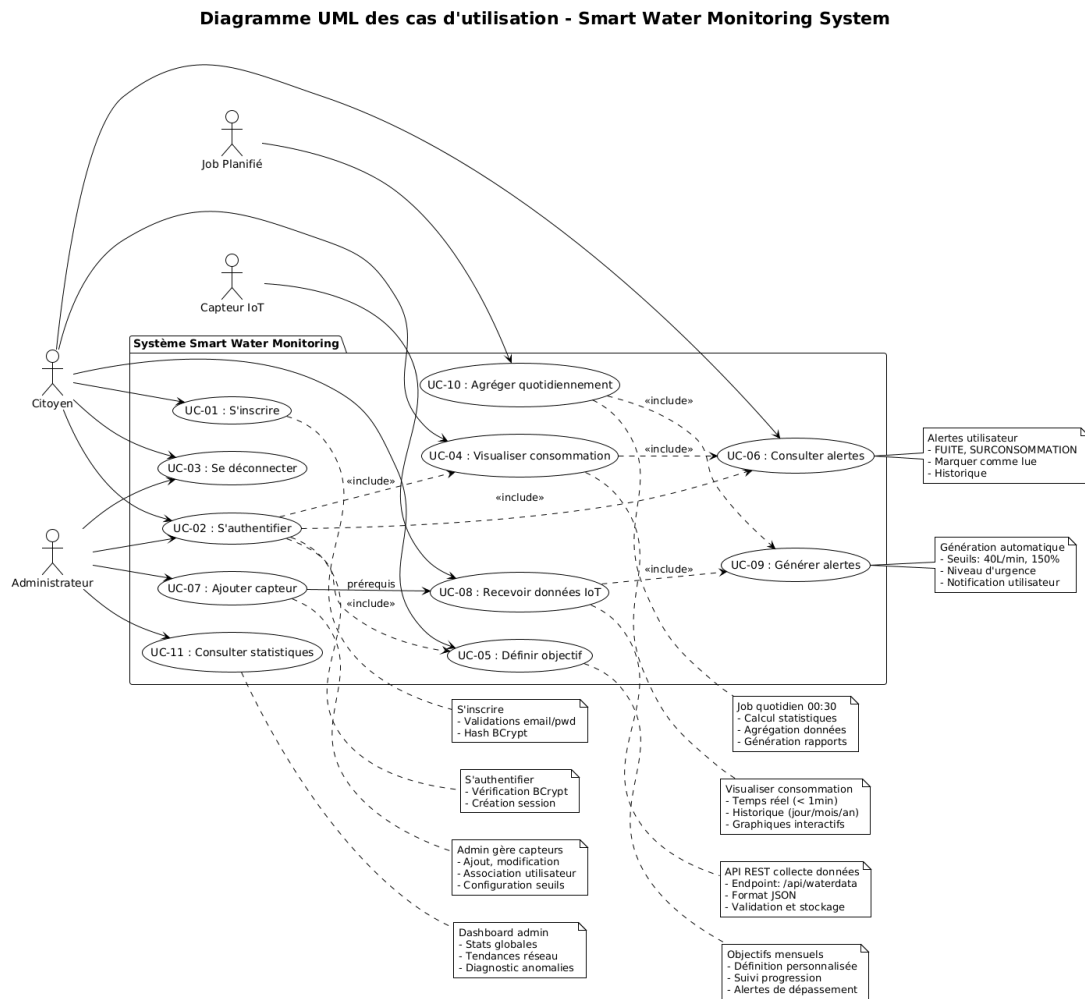 Diagramme UML des cas d'utilisation - Smart Water Monitoring System
Job Planifié
Capteur IoT
Citoyen
Administrateur
Système Smart Water Monitoring
UC-10 : Agréger quotidiennement
UC-01 : S'inscrire
«include»
UC-04 : Visualiser consommation
«include»
UC-06 : Consulter alertes
UC-03 : Se déconnecter
«include»
«include»
UC-02 : S'authentifier
UC-09 : Générer alertes
«include»
UC-07 : Ajouter capteur
prérequis
UC-08 : Recevoir données IoT
«include»
UC-11 : Consulter statistiques
UC-05 : Définir objectif
Alertes utilisateur
- FUITE, SURCONSOMMATION
- Marquer comme lue
- Historique
Génération automatique
- Seuils: 40L/min, 150%
- Niveau d'urgence
- Notification utilisateur
S'inscrire
- Validations email/pwd
- Hash BCrypt
Job quotidien 00:30
- Calcul statistiques
- Agrégation données
- Génération rapports
S'authentifier
- Vérification BCrypt
- Création session
Visualiser consommation
- Temps réel (< 1min)
- Historique (jour/mois/an)
- Graphiques interactifs
Admin gère capteurs
- Ajout, modification
- Association utilisateur
- Configuration seuils
API REST collecte données
- Endpoint: /api/waterdata
- Format JSON
- Validation et stockage
Dashboard admin
- Stats globales
- Tendances réseau
- Diagnostic anomalies
Objectifs mensuels
- Définition personnalisée
- Suivi progression
- Alertes de dépassement